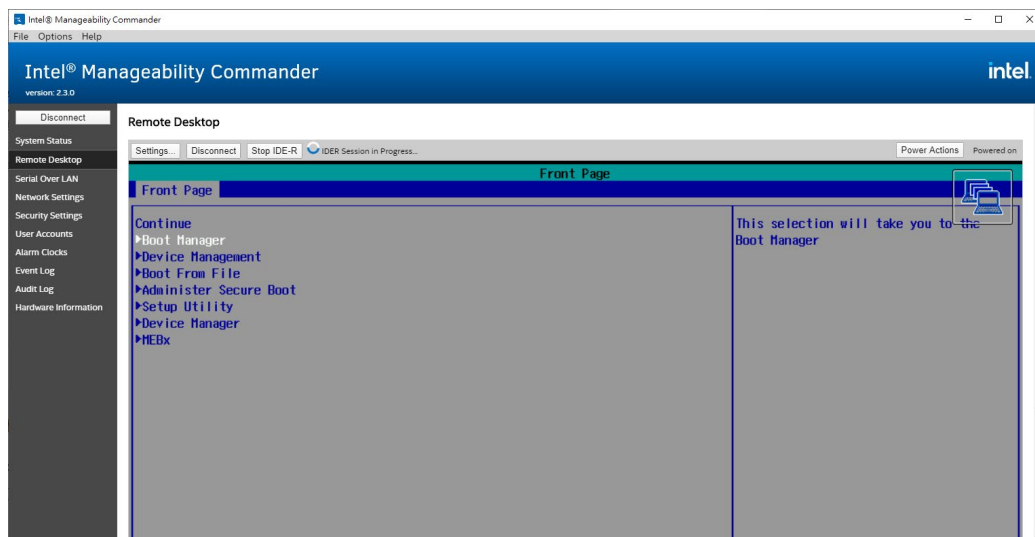 Intel® Manageability Commander
File Options Help
Intel® Manageability Commander
version: 2.3.0
intel.
Disconnect
System Status
Remote Desktop
Serial Over LAN
Network Settings
Security Settings
User Accounts
Alarm Clocks
Event Log
Audit Log
Hardware Information
Remote Desktop
Settings... Disconnect Stop IDE-R IDER Session in Progress... Power Actions Powered on
Front Page
Front Page
Continue
Boot Manager
Device Management
Boot From File
Administer Secure Boot
Setup Utility
Device Manager
MEBx
This selection will take you to the
Boot Manager